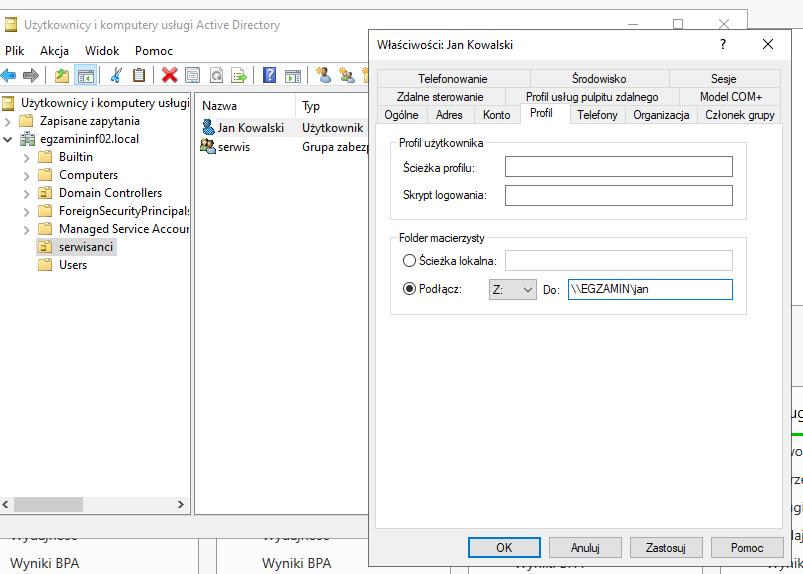 Użytkownicy i komputery usługi Active Directory
Plik Akcja Widok Pomoc
Użytkownicy i komputery usługi
Zapisane zapytania
egzamininf02.local
Builtin
Computers
Domain Controllers
ForeignSecurityPrincipals
Managed Service Accour
serwisanci
Users
Nazwa Typ
Jan Kowalski Użytkownik
serwis Grupa zabezp
Właściwości: Jan Kowalski
Telefonowanie Środowisko Sesje
Zdalne sterowanie Profil usług pulpitu zdalnego Model COM+
Ogólne Adres Konto Profil Telefony Organizacja Członek grupy
Profil użytkownika
Ścieżka profilu:
Skrypt logowania:
Folder macierzysty
Ścieżka lokalna:
Podłącz: Z: Do: \\EGZAMIN\jan
OK Anuluj Zastosuj Pomoc
Wydajność
Wyniki BPA Wyniki BPA